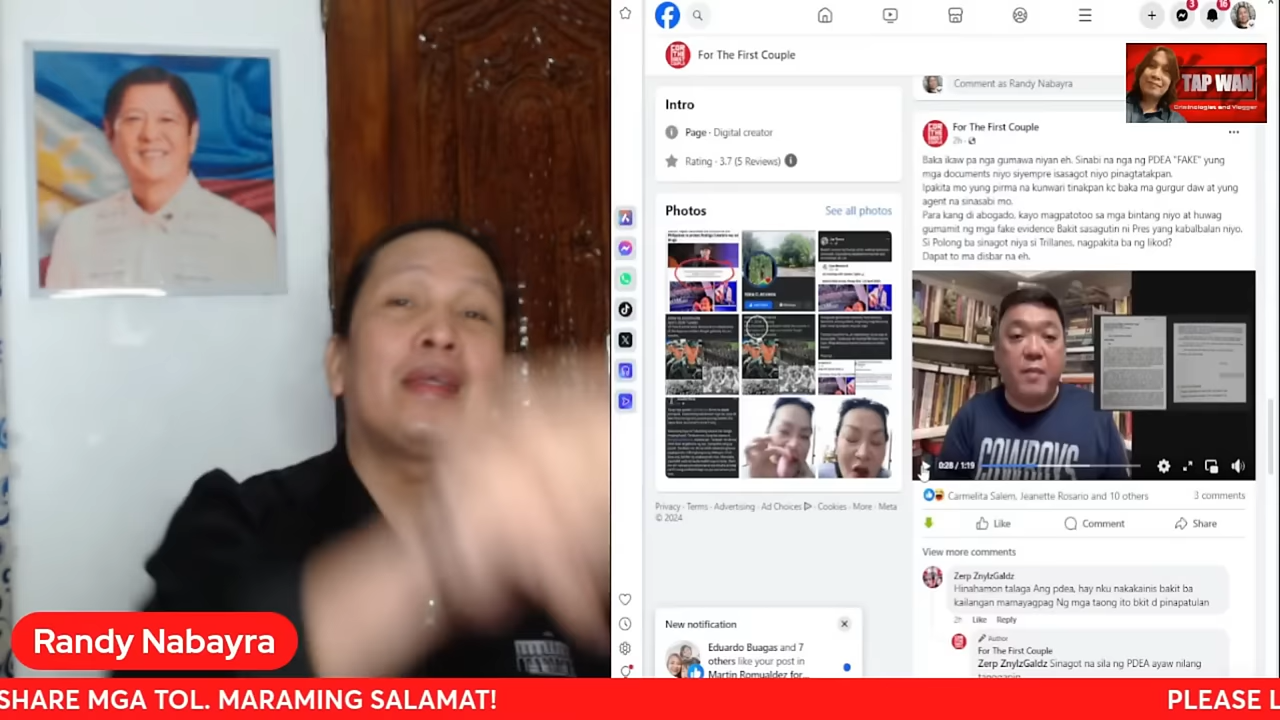 For The First Couple
3
16
Comment as Randy Nabayra
TAP WAN
Criminologist and Vlogger
Intro
Page · Digital creator
Rating · 3.7 (5 Reviews)
Photos
See all photos
Privacy · Terms · Advertising · Ad Choices · Cookies · More · Meta
© 2024
For The First Couple
2h ·
Baka ikaw pa nga gumawa niyan eh. Sinabi na nga ng PDEA "FAKE" yung
mga documents niyo siyempre isasagot niyo pinagtatakpan.
Ipakita mo yung pirma na kunwari tinakpan kc baka ma gurgur daw at yung
agent na sinasabi mo.
Para kang di abogado, kayo magpatotoo sa mga bintang niyo at huwag
gumamit ng mga fake evidence Bakit sasagutin ni Pres yang kabalbalan niyo.
Si Polong ba sinagot niya si Trillanes, nagpakita ba ng likod?
Dapat to ma disbar na eh.
COWBOYS
0:28 / 1:19
Carmelita Salem, Jeanette Rosario and 10 others
3 comments
Like
Comment
Share
View more comments
Zerp ZnylzGaldz
Hinahamon talaga Ang pdea, hay nku nakakainis bakit ba
kailangan mamayagpag Ng mga taong ito bkit d pinapatulan
2h Like Reply
Author
For The First Couple
Zerp ZnylzGaldz Sinagot na sila ng PDEA ayaw nilang
New notification
Eduardo Buagas and 7
others like your post in
Martin Romualdez for...
Randy Nabayra
SHARE MGA TOL. MARAMING SALAMAT!
PLEASE L